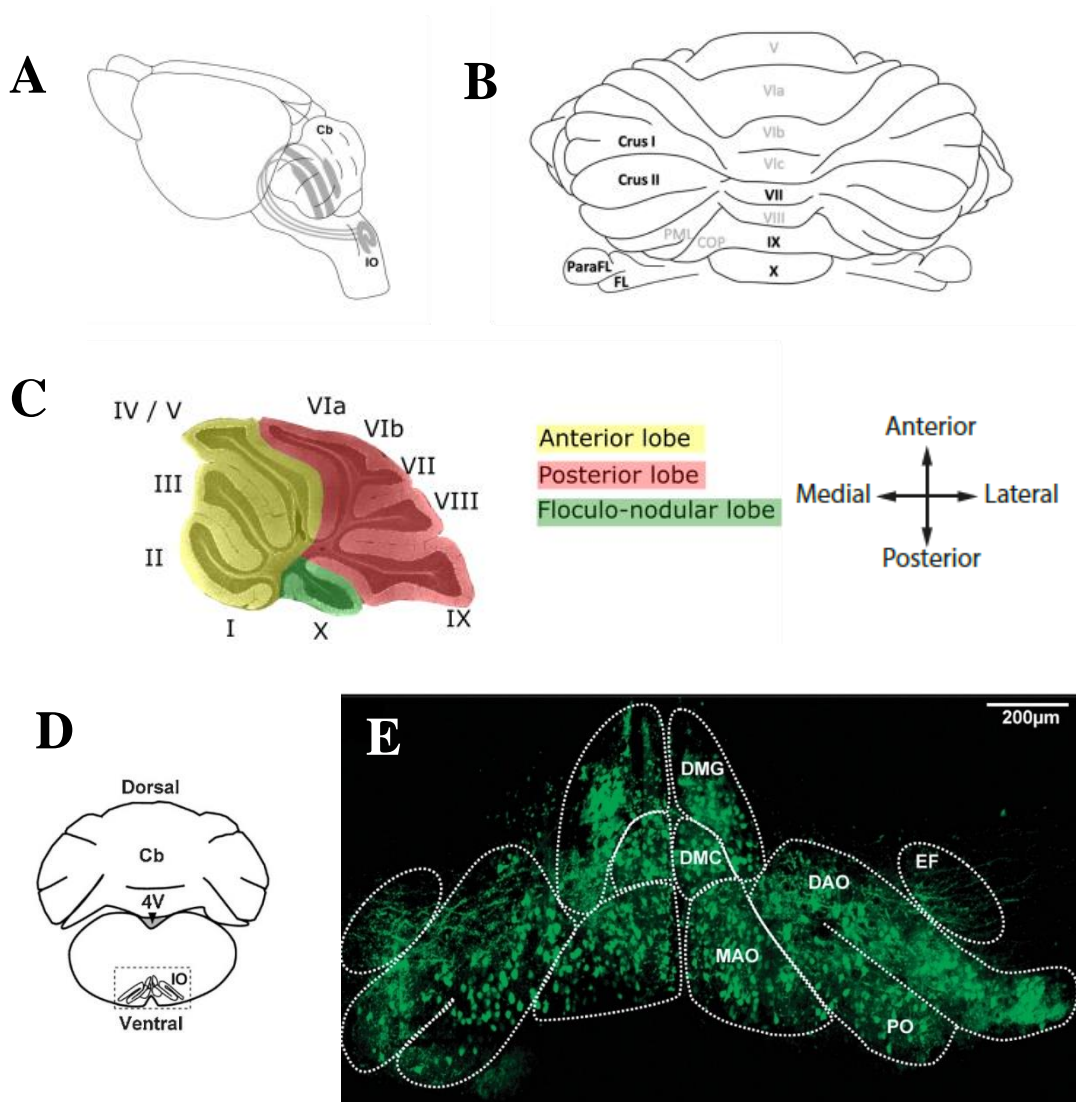 A
Cb
IO
B
V
VIa
VIb
Crus I
VIc
Crus II
VII
VIII
PML
COP
IX
ParaFL
X
FL
C
IV / V
VIa
VIb
VII
III
VIII
II
IX
I
X
Anterior lobe
Posterior lobe
Floculo-nodular lobe
Anterior
Medial
Lateral
Posterior
D
Dorsal
Cb
4V
IO
Ventral
E
200µm
DMG
DMC
EF
DAO
MAO
PO